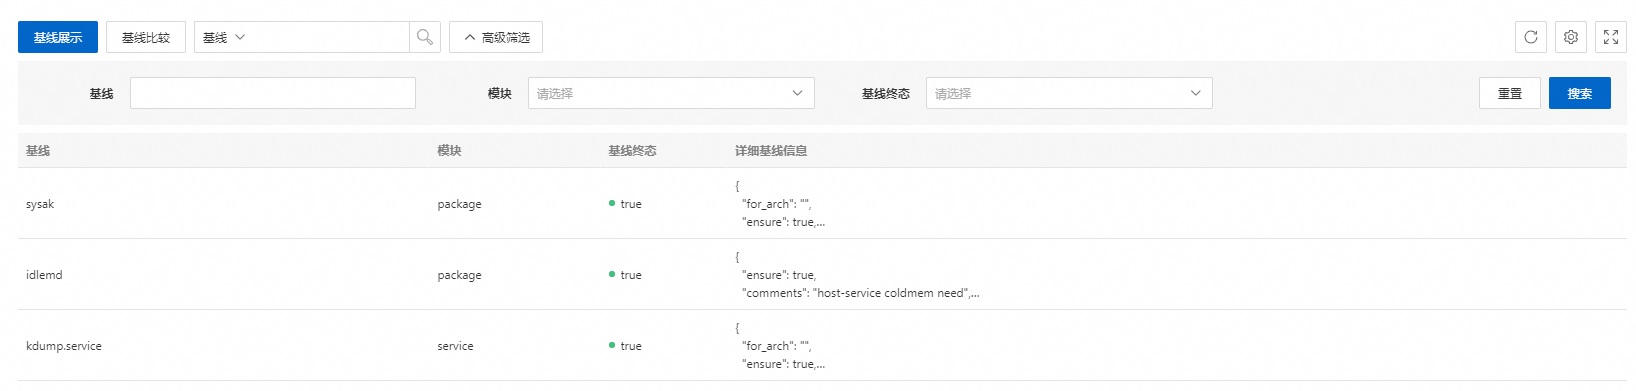 基线展示 基线比较 基线 高级筛选
基线 模块 请选择 基线终态 请选择 重置 搜索
基线 模块 基线终态 详细基线信息
sysak package true {
"for_arch": "",
"ensure": true,...
idlemd package true {
"ensure": true,
"comments": "host-service coldmem need",...
kdump.service service true {
"for_arch": "",
"ensure": true,...